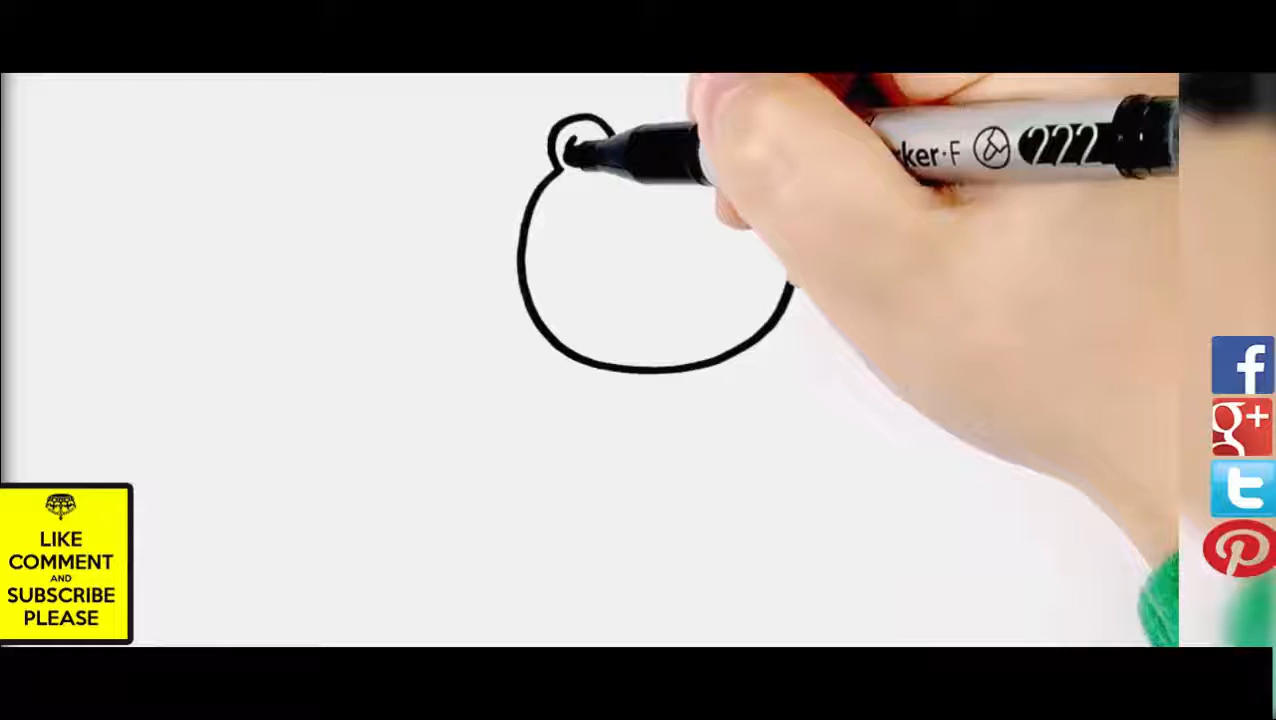 ker·F 222
f
g+
t
p
LIKE
COMMENT
AND
SUBSCRIBE
PLEASE